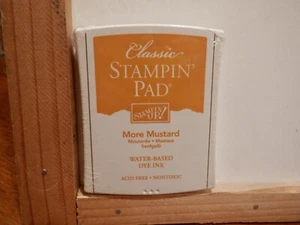 Classic
STAMPIN'
PAD®
STAMPIN' UP!
More Mustard
WATER-BASED
DYE INK
ACID FREE • NONTOXIC